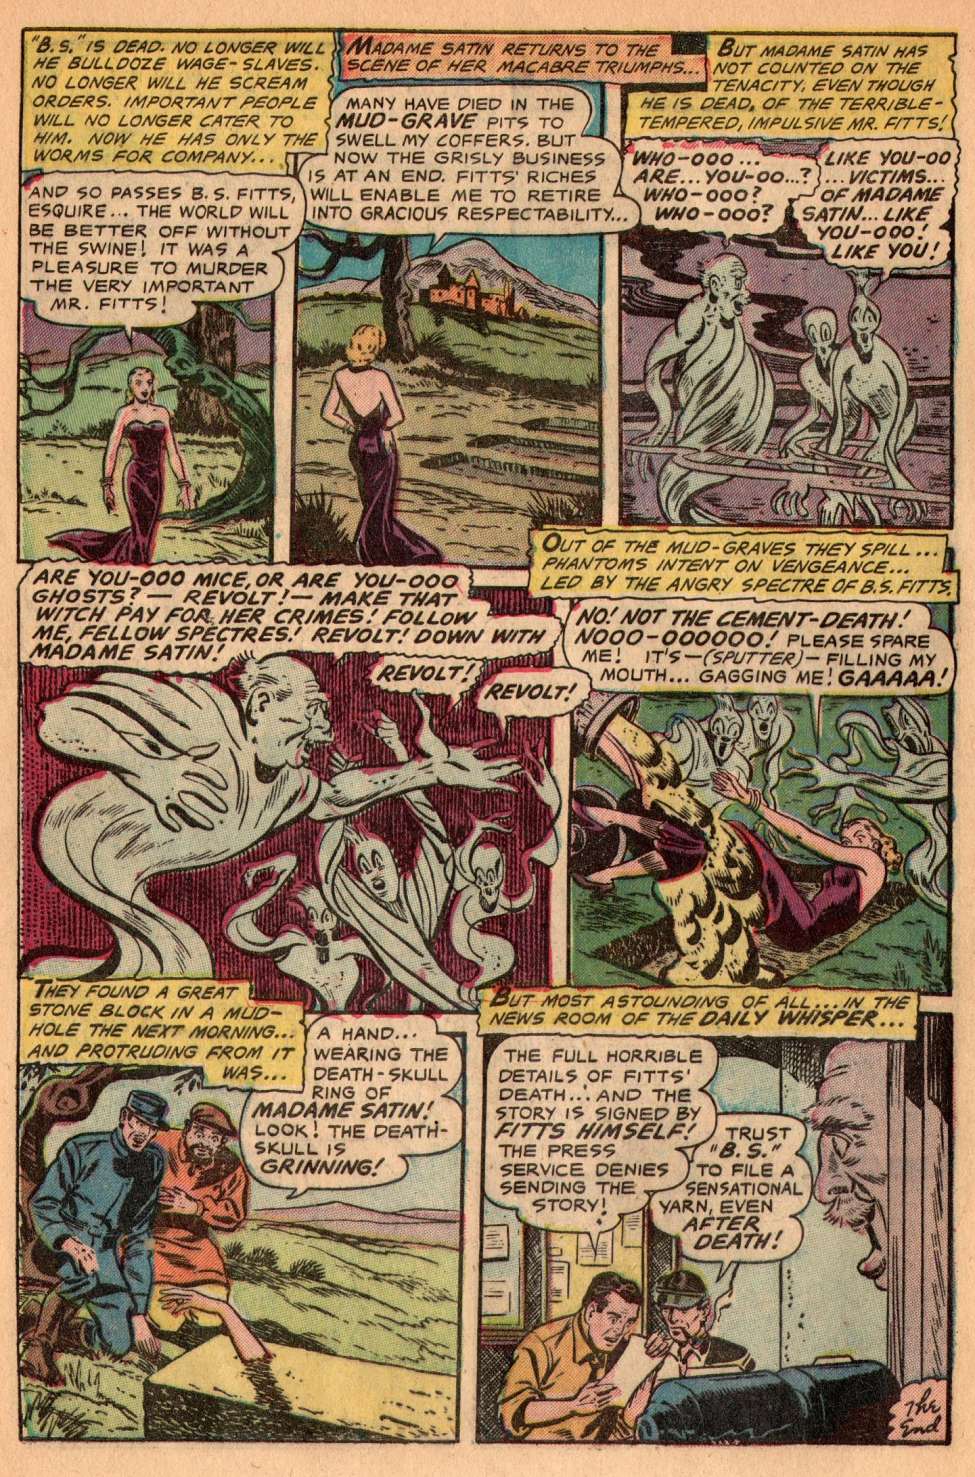 "B.S." IS DEAD. NO LONGER WILL
HE BULLDOZE WAGE-SLAVES.
NO LONGER WILL HE SCREAM
ORDERS. IMPORTANT PEOPLE
WILL NO LONGER CATER TO
HIM. NOW HE HAS ONLY THE
WORMS FOR COMPANY...
AND SO PASSES B.S. FITTS,
ESQUIRE... THE WORLD WILL
BE BETTER OFF WITHOUT
THE SWINE! IT WAS A
PLEASURE TO MURDER
THE VERY IMPORTANT
MR. FITTS!
MADAME SATIN RETURNS TO THE
SCENE OF HER MACABRE TRIUMPHS...
MANY HAVE DIED IN THE
MUD-GRAVE PITS TO
SWELL MY COFFERS. BUT
NOW THE GRISLY BUSINESS
IS AT AN END. FITTS' RICHES
WILL ENABLE ME TO RETIRE
INTO GRACIOUS RESPECTABILITY...
BUT MADAME SATIN HAS
NOT COUNTED ON THE
TENACITY, EVEN THOUGH
HE IS DEAD, OF THE TERRIBLE-
TEMPERED, IMPULSIVE MR. FITTS!
WHO-OOO...
ARE...YOU-OO...?
WHO-OOO?
WHO-OOO?
LIKE YOU-OO
...VICTIMS...
OF MADAME
SATIN...LIKE
YOU-OOO!
LIKE YOU!
ARE YOU-OOO MICE, OR ARE YOU-OOO
GHOSTS?—REVOLT!—MAKE THAT
WITCH PAY FOR HER CRIMES! FOLLOW
ME, FELLOW SPECTRES! REVOLT! DOWN WITH
MADAME SATIN!
REVOLT!
REVOLT!
OUT OF THE MUD-GRAVES THEY SPILL...
PHANTOMS INTENT ON VENGEANCE...
LED BY THE ANGRY SPECTRE OF B.S. FITTS.
NO! NOT THE CEMENT-DEATH!
NOOO-OOOOOO! PLEASE SPARE
ME! IT'S—(SPUTTER)—FILLING MY
MOUTH... GAGGING ME! GAAAAA!
THEY FOUND A GREAT
STONE BLOCK IN A MUD-
HOLE THE NEXT MORNING...
AND PROTRUDING FROM IT
WAS...
A HAND...
WEARING THE
DEATH-SKULL
RING OF
MADAME SATIN!
LOOK! THE DEATH-
SKULL IS
GRINNING!
BUT MOST ASTOUNDING OF ALL... IN THE
NEWS ROOM OF THE DAILY WHISPER...
THE FULL HORRIBLE
DETAILS OF FITTS'
DEATH... AND THE
STORY IS SIGNED BY
FITTS HIMSELF!
THE PRESS
SERVICE DENIES
SENDING THE
STORY!
TRUST
"B.S."
TO FILE A
SENSATIONAL
YARN, EVEN
AFTER
DEATH!
The
End